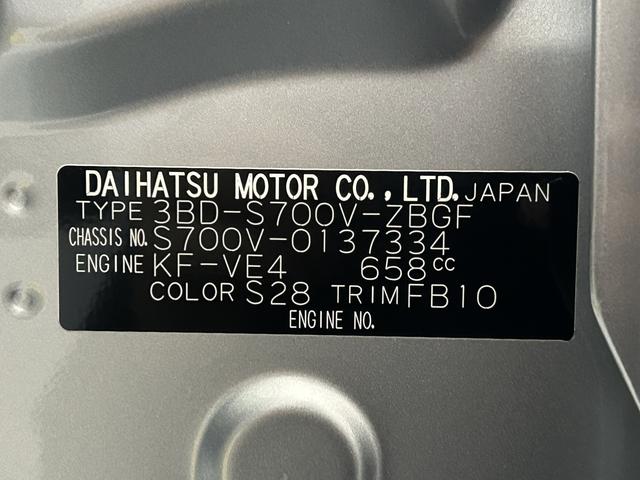 DAIHATSU MOTOR CO.,LTD. JAPAN
TYPE 3BD-S700V-ZBGF
CHASSIS NO. S700V-0137334
ENGINE KF-VE4 658cc
COLOR S28 TRIM FB10
ENGINE NO.